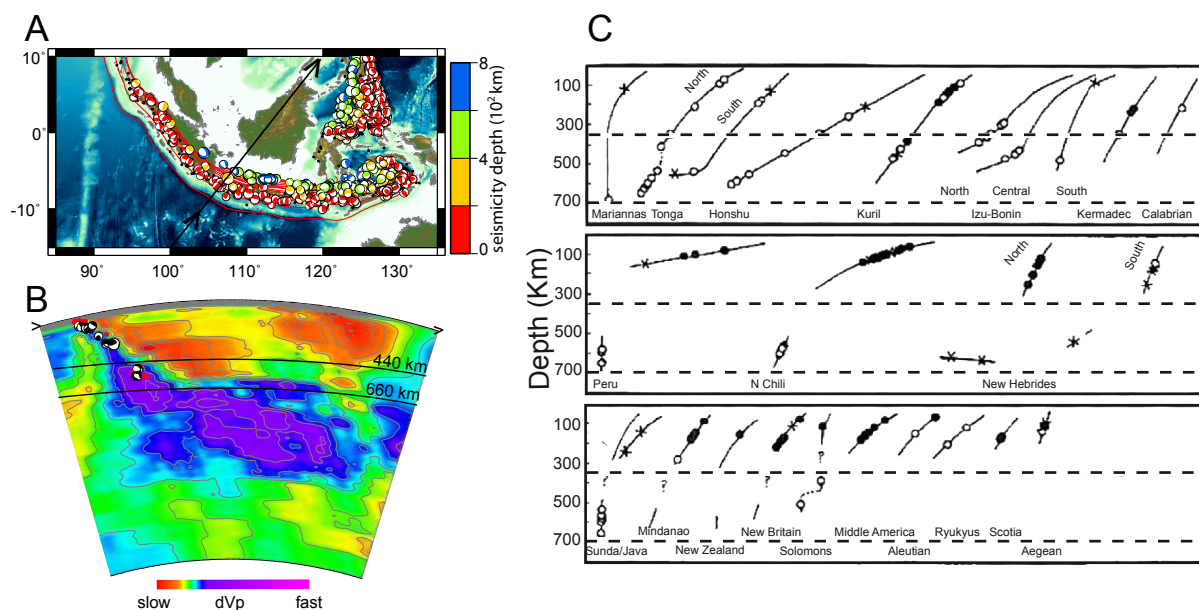 A
10˚
0˚
-10˚
90˚
100˚
110˚
120˚
130˚
8
4
0
seismicity depth (10² km)
B
440 km
660 km
slow dVp fast
C
Depth (Km)
100
300
500
700
North
South
North Central South
Mariannas Tonga Honshu Kuril Izu-Bonin Kermadec Calabrian
100
300
500
700
North
South
Peru N Chili New Hebrides
100
300
500
700
? ? ? ?
Mindanao New Britain Middle America Ryukyus Scotia
Sunda/Java New Zealand Solomons Aleutian Aegean